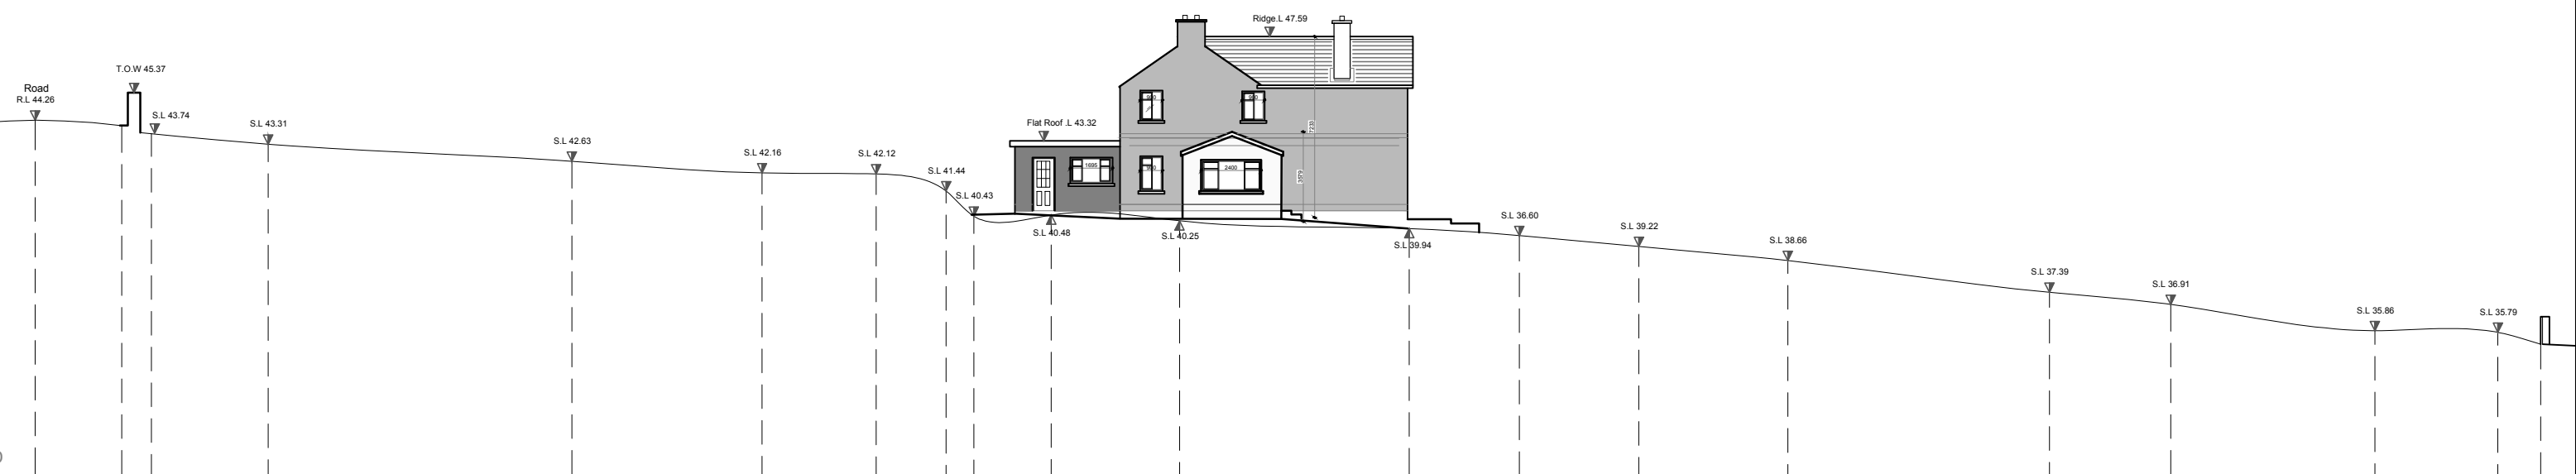 Ridge.L 47.59
T.O.W 45.37
Road
R.L 44.26
S.L 43.74
S.L 43.31
Flat Roof .L 43.32
S.L 42.63
S.L 42.16
S.L 42.12
S.L 41.44
S.L 40.43
S.L 40.48
S.L 40.25
S.L 39.94
S.L 36.60
S.L 39.22
S.L 38.66
S.L 37.39
S.L 36.91
S.L 35.86
S.L 35.79
1695
2400
7233